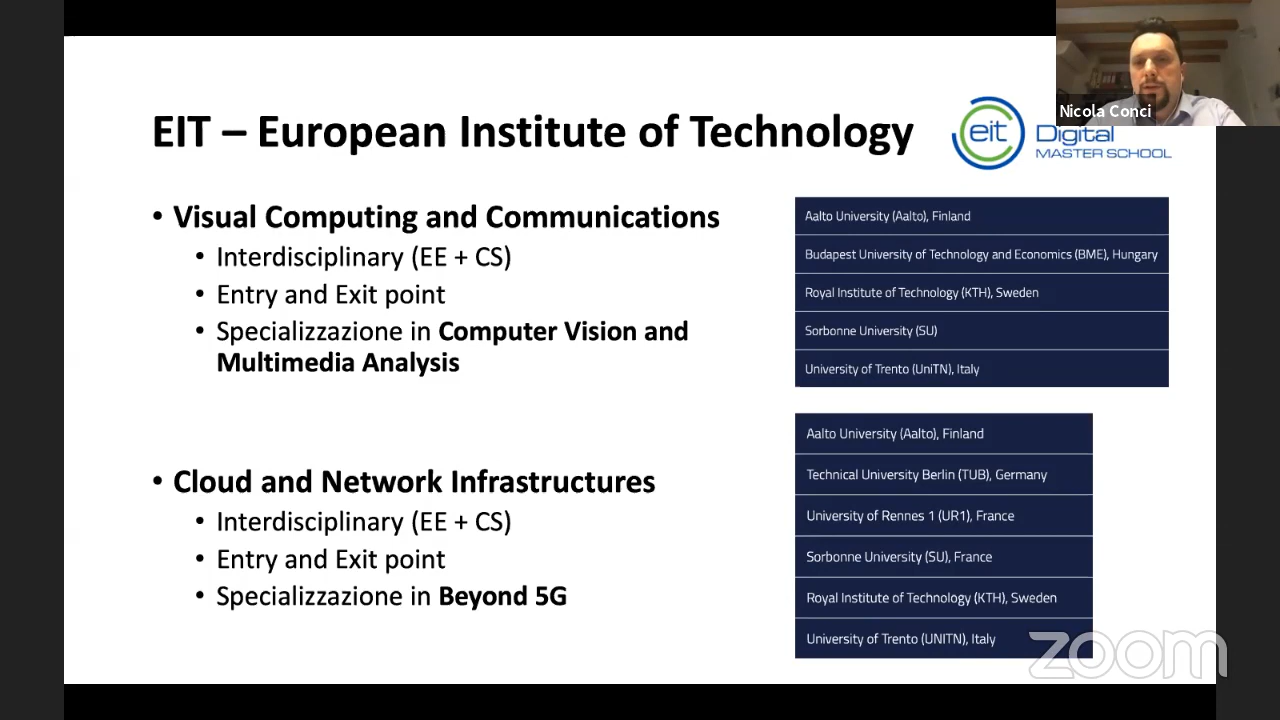 Nicola Conci
EIT – European Institute of Technology
eit
Digital
MASTER SCHOOL
• Visual Computing and Communications
• Interdisciplinary (EE + CS)
• Entry and Exit point
• Specializzazione in Computer Vision and
Multimedia Analysis
Aalto University (Aalto), Finland
Budapest University of Technology and Economics (BME), Hungary
Royal Institute of Technology (KTH), Sweden
Sorbonne University (SU)
University of Trento (UniTN), Italy
• Cloud and Network Infrastructures
• Interdisciplinary (EE + CS)
• Entry and Exit point
• Specializzazione in Beyond 5G
Aalto University (Aalto), Finland
Technical University Berlin (TUB), Germany
University of Rennes 1 (UR1), France
Sorbonne University (SU), France
Royal Institute of Technology (KTH), Sweden
University of Trento (UNITN), Italy
zoom